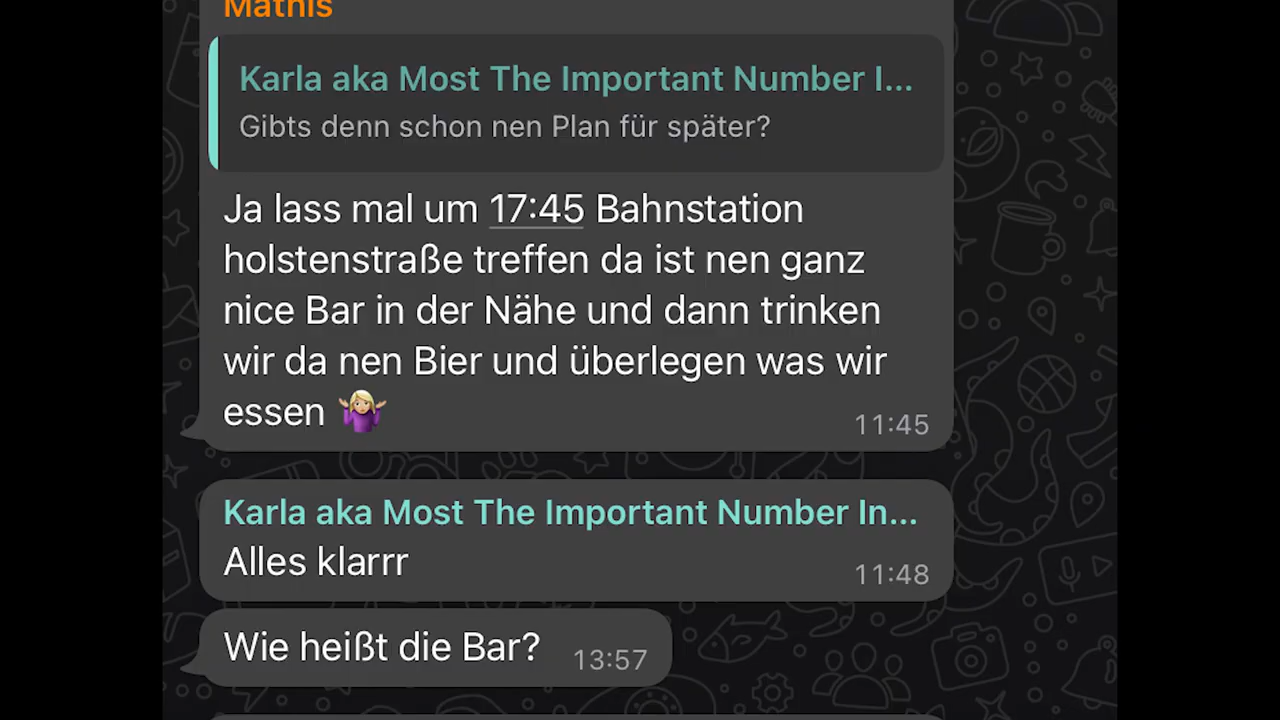 Mathis
Karla aka Most The Important Number I...
Gibts denn schon nen Plan für später?
Ja lass mal um 17:45 Bahnstation
holstenstraße treffen da ist nen ganz
nice Bar in der Nähe und dann trinken
wir da nen Bier und überlegen was wir
essen 🤷🏼‍♀️
11:45
Karla aka Most The Important Number In...
Alles klarrr
11:48
Wie heißt die Bar?
13:57